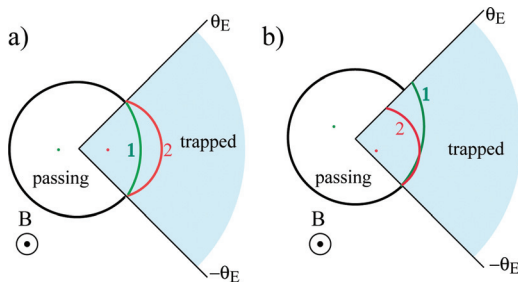 a)
θE
1
2
trapped
passing
B
−θE
b)
θE
1
2
trapped
passing
B
−θE